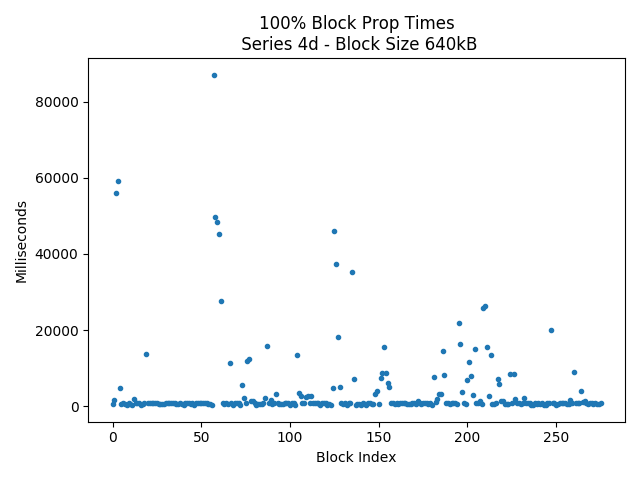 100% Block Prop Times
Series 4d - Block Size 640kB
Milliseconds
80000
60000
40000
20000
0
0 50 100 150 200 250
Block Index